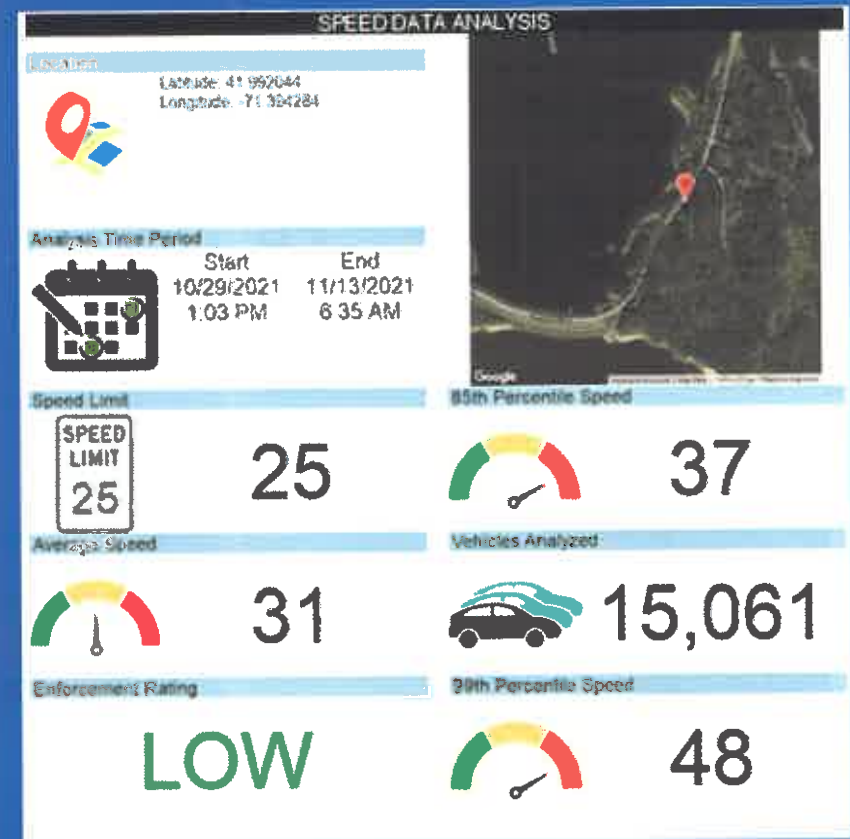 SPEED DATA ANALYSIS
Location
Latitude: 41.992044
Longitude: -71.394284
Analysis Time Period
Start
End
10/29/2021
11/13/2021
1:03 PM
6:35 AM
Google
Speed Limit
85th Percentile Speed
SPEED
LIMIT
25
25
37
Average Speed
Vehicles Analyzed
31
15,061
Enforcement Rating
99th Percentile Speed
LOW
48